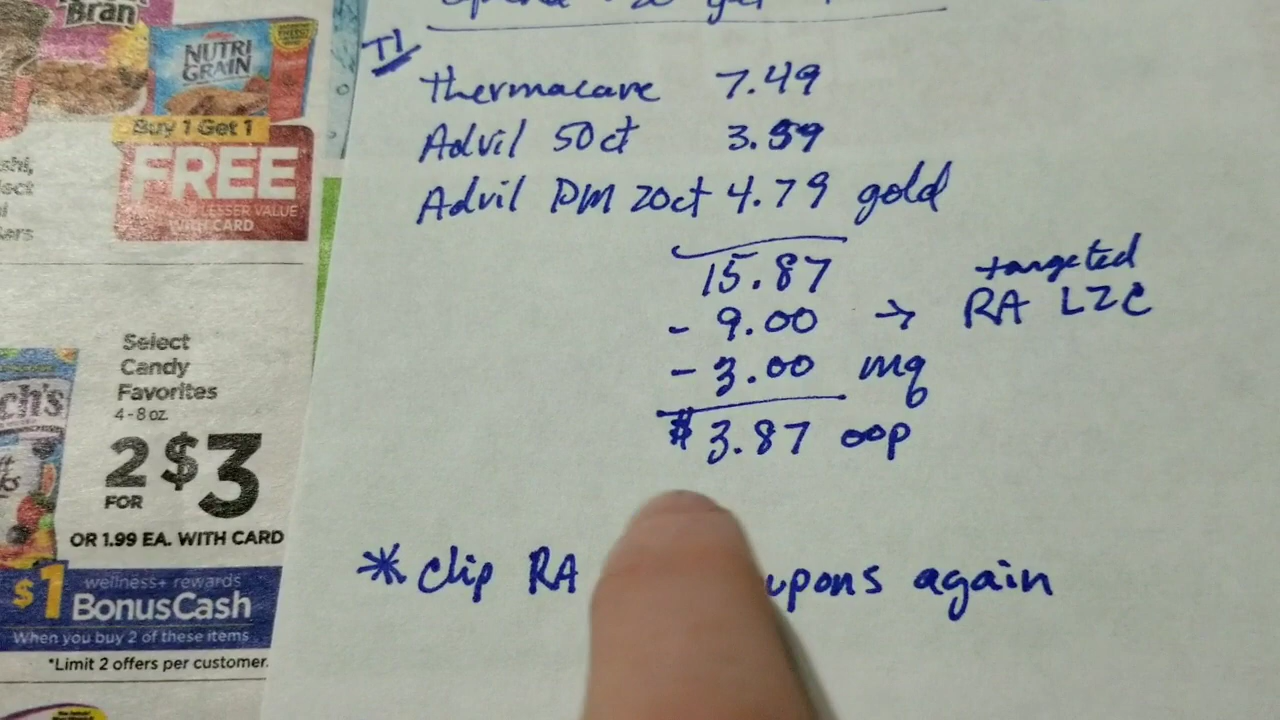 Bran
NUTRI
GRAIN
Buy 1 Get 1
FREE
LESSER VALUE
WITH CARD
Select
Candy
Favorites
4-8 oz.
2 FOR $3
OR 1.99 EA. WITH CARD
$1 wellness+ rewards
BonusCash
When you buy 2 of these items
*Limit 2 offers per customer.
T1
thermacare 7.49
Advil 50ct 3.59
Advil PM 20ct 4.79 gold
15.87
- 9.00 → targeted RA L2C
- 3.00 mq
$3.87 oop
* Clip RA again